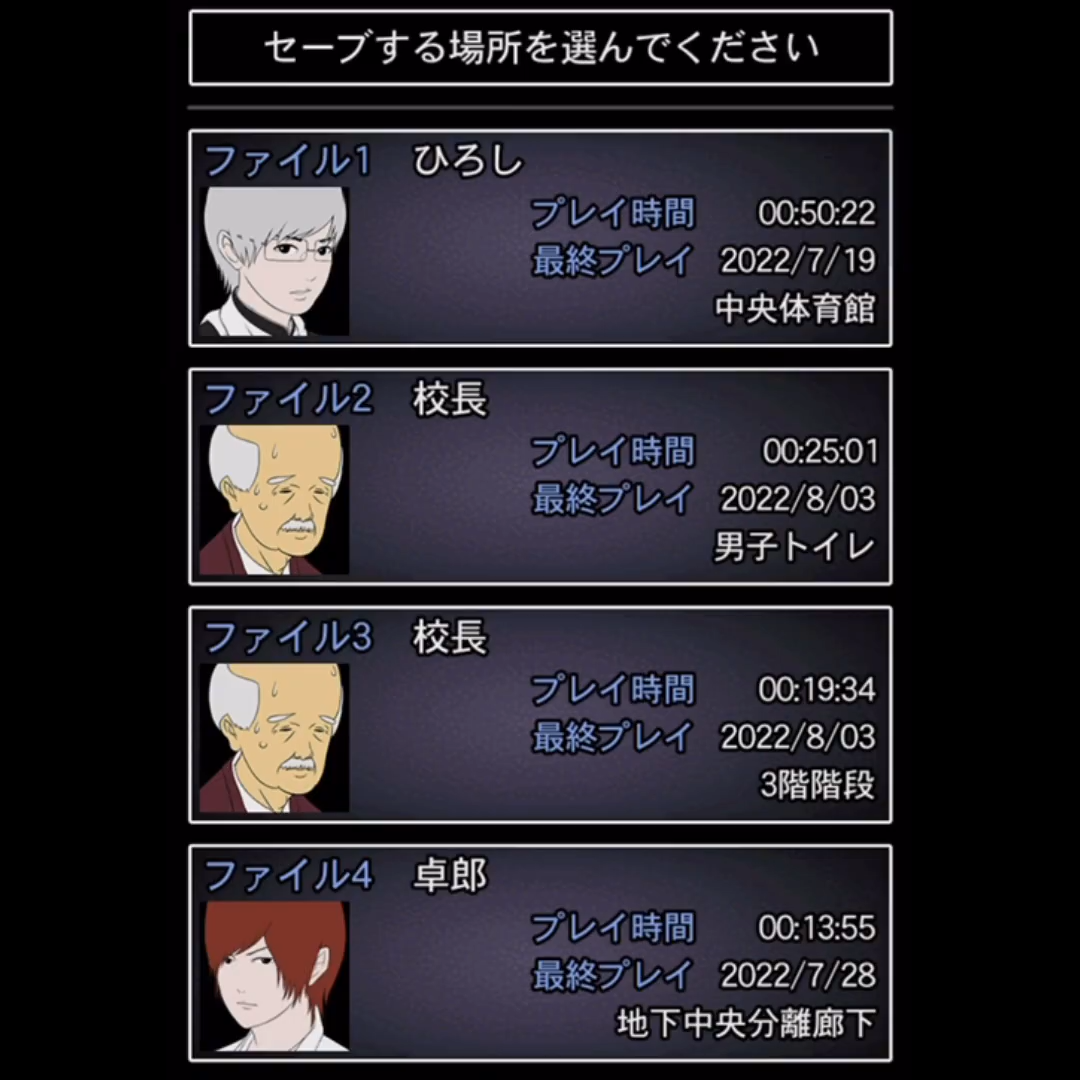 セーブする場所を選んでください
ファイル1 ひろし
プレイ時間 00:50:22
最終プレイ 2022/7/19
中央体育館
ファイル2 校長
プレイ時間 00:25:01
最終プレイ 2022/8/03
男子トイレ
ファイル3 校長
プレイ時間 00:19:34
最終プレイ 2022/8/03
3階階段
ファイル4 卓郎
プレイ時間 00:13:55
最終プレイ 2022/7/28
地下中央分離廊下